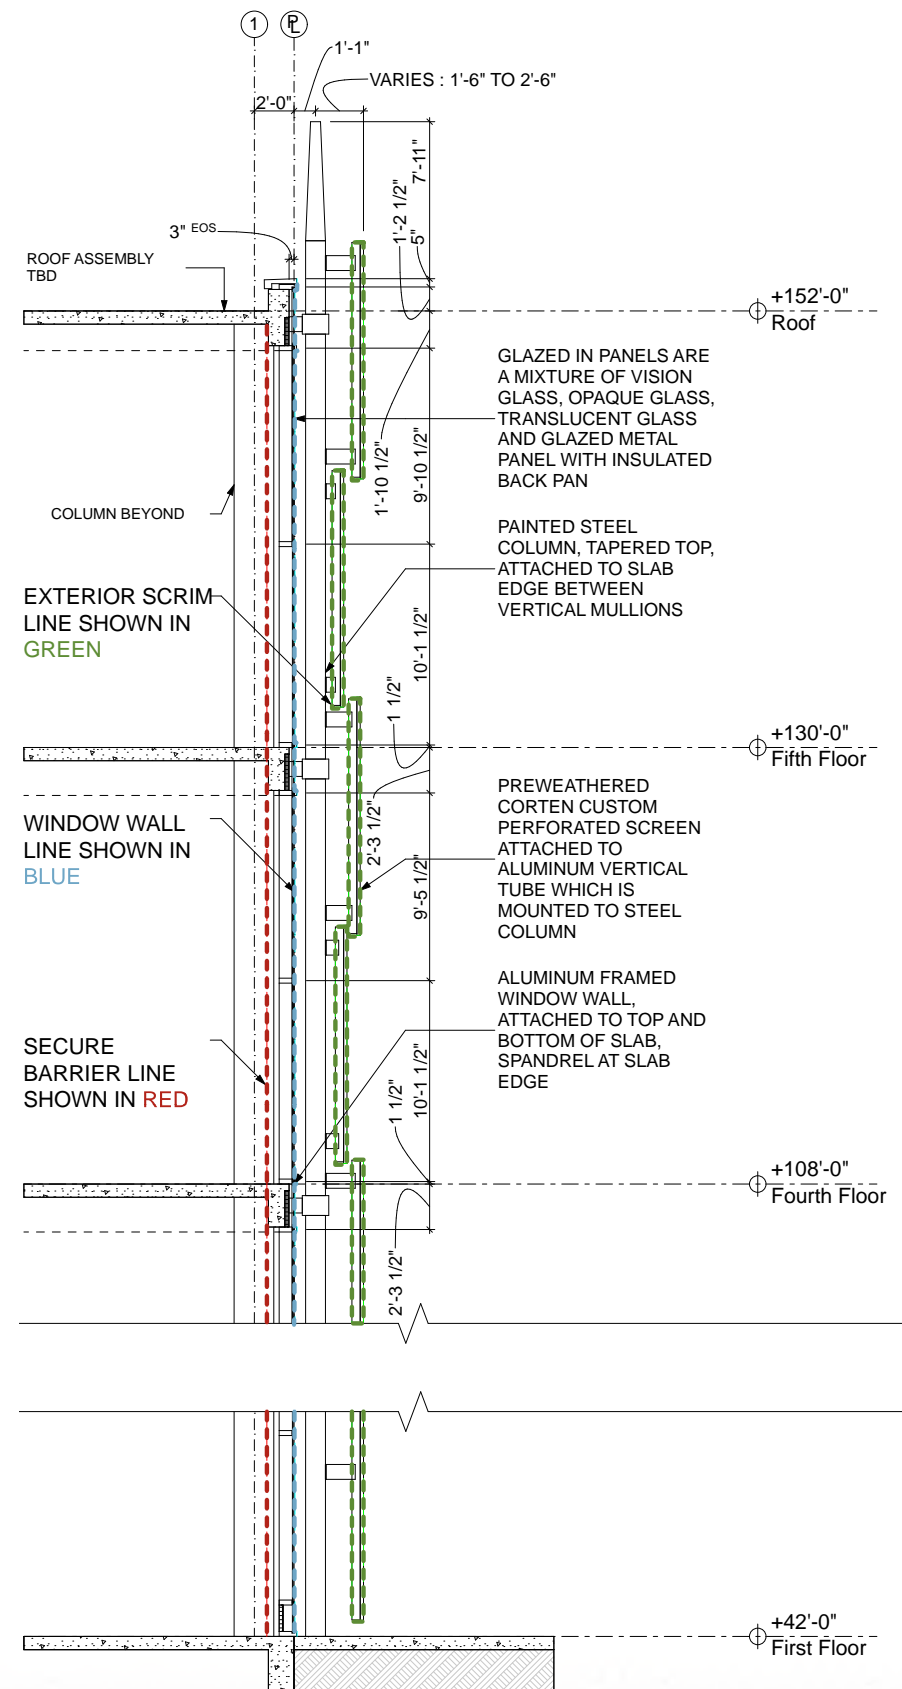 1
PL
1'-1"
VARIES : 1'-6" TO 2'-6"
2'-0"
7'-11"
1'-2 1/2"
5"
3" EOS
ROOF ASSEMBLY
TBD
+152'-0"
Roof
GLAZED IN PANELS ARE
A MIXTURE OF VISION
GLASS, OPAQUE GLASS,
TRANSLUCENT GLASS
AND GLAZED METAL
PANEL WITH INSULATED
BACK PAN
1'-10 1/2"
9'-10 1/2"
COLUMN BEYOND
PAINTED STEEL
COLUMN, TAPERED TOP,
ATTACHED TO SLAB
EDGE BETWEEN
VERTICAL MULLIONS
EXTERIOR SCRIM
LINE SHOWN IN
GREEN
10'-1 1/2"
1 1/2"
+130'-0"
Fifth Floor
2'-3 1/2"
PREWEATHERED
CORTEN CUSTOM
PERFORATED SCREEN
ATTACHED TO
ALUMINUM VERTICAL
TUBE WHICH IS
MOUNTED TO STEEL
COLUMN
WINDOW WALL
LINE SHOWN IN
BLUE
9'-5 1/2"
ALUMINUM FRAMED
WINDOW WALL,
ATTACHED TO TOP AND
BOTTOM OF SLAB,
SPANDREL AT SLAB
EDGE
SECURE
BARRIER LINE
SHOWN IN RED
10'-1 1/2"
1 1/2"
+108'-0"
Fourth Floor
2'-3 1/2"
+42'-0"
First Floor